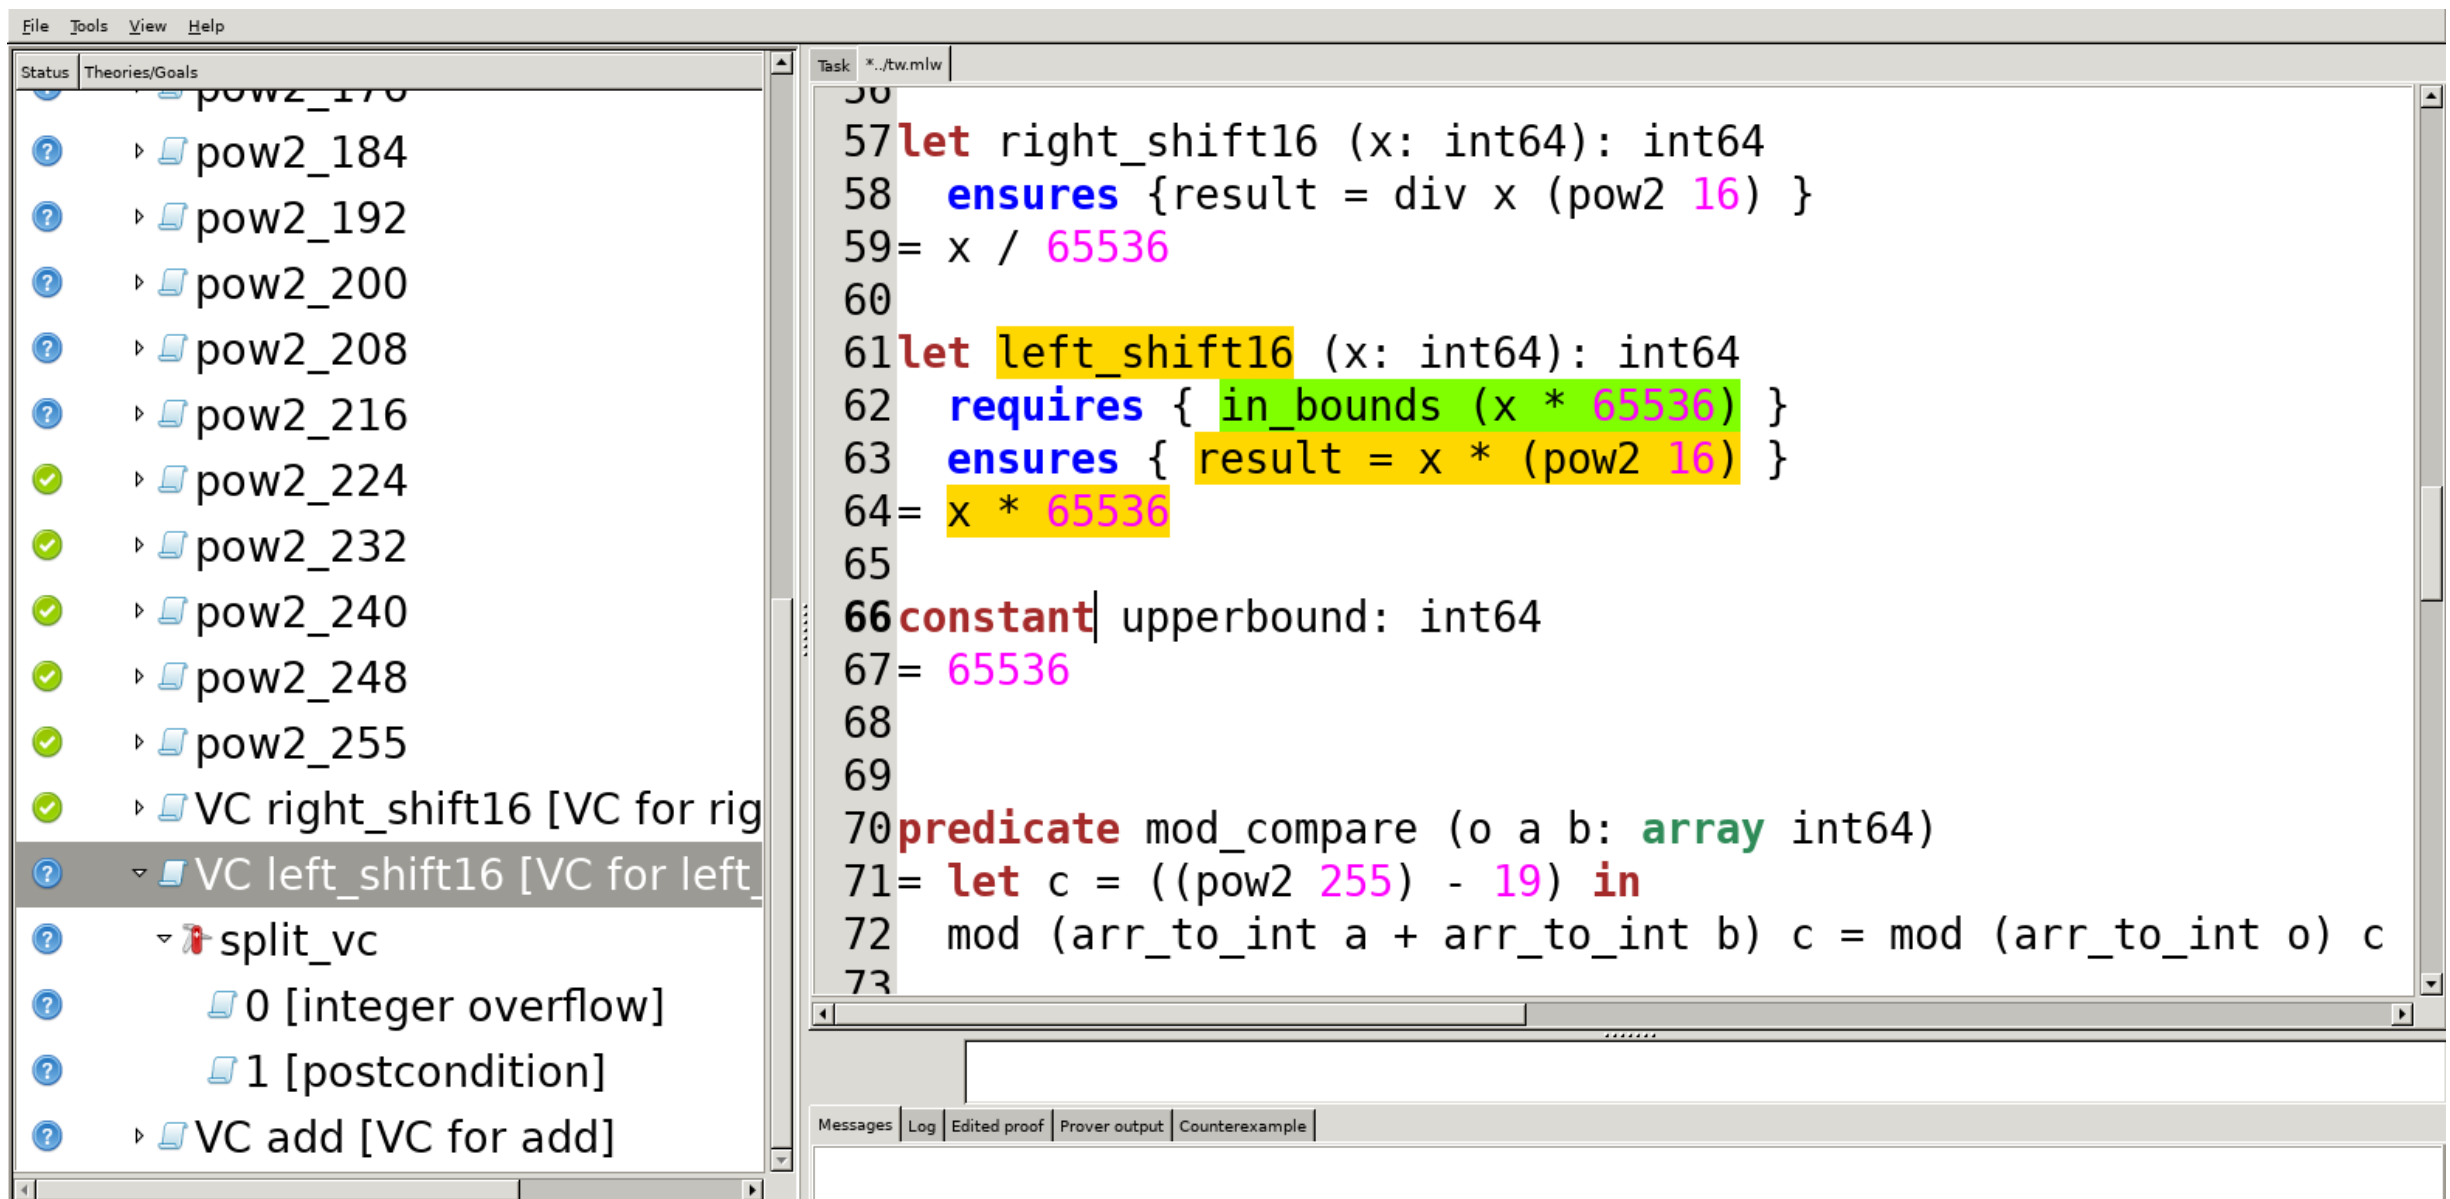 File Tools View Help
Status Theories/Goals
pow2_176
pow2_184
pow2_192
pow2_200
pow2_208
pow2_216
pow2_224
pow2_232
pow2_240
pow2_248
pow2_255
VC right_shift16 [VC for rig
VC left_shift16 [VC for left_
split_vc
0 [integer overflow]
1 [postcondition]
VC add [VC for add]
Task *../tw.mlw
56
57 let right_shift16 (x: int64): int64
58 ensures {result = div x (pow2 16) }
59 = x / 65536
60
61 let left_shift16 (x: int64): int64
62 requires { in_bounds (x * 65536) }
63 ensures { result = x * (pow2 16) }
64 = x * 65536
65
66 constant upperbound: int64
67 = 65536
68
69
70 predicate mod_compare (o a b: array int64)
71 = let c = ((pow2 255) - 19) in
72 mod (arr_to_int a + arr_to_int b) c = mod (arr_to_int o) c
73
Messages Log Edited proof Prover output Counterexample